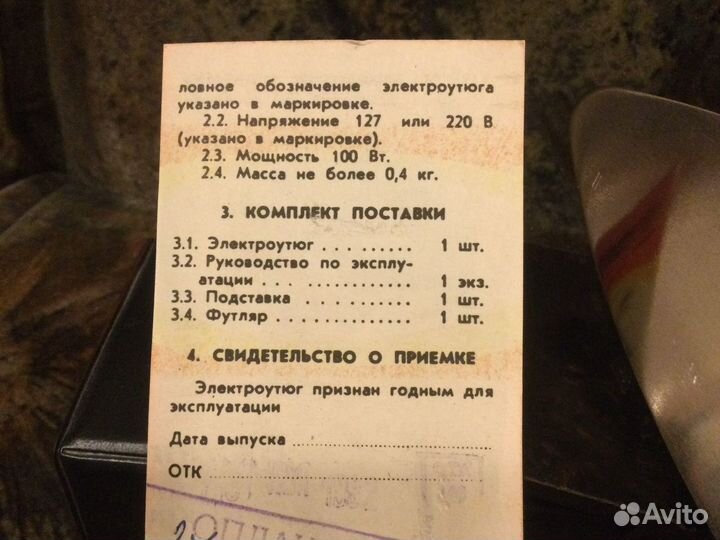 ловное обозначение электроутюга
указано в маркировке.
2.2. Напряжение 127 или 220 В
(указано в маркировке).
2.3. Мощность 100 Вт.
2.4. Масса не более 0,4 кг.
3. КОМПЛЕКТ ПОСТАВКИ
3.1. Электроутюг . . . . . . . . . 1 шт.
3.2. Руководство по эксплу-
атации . . . . . . . . . . . . 1 экз.
3.3. Подставка . . . . . . . . . . . 1 шт.
3.4. Футляр . . . . . . . . . . . . . 1 шт.
4. СВИДЕТЕЛЬСТВО О ПРИЕМКЕ
Электроутюг признан годным для
эксплуатации
Дата выпуска
ОТК
Avito